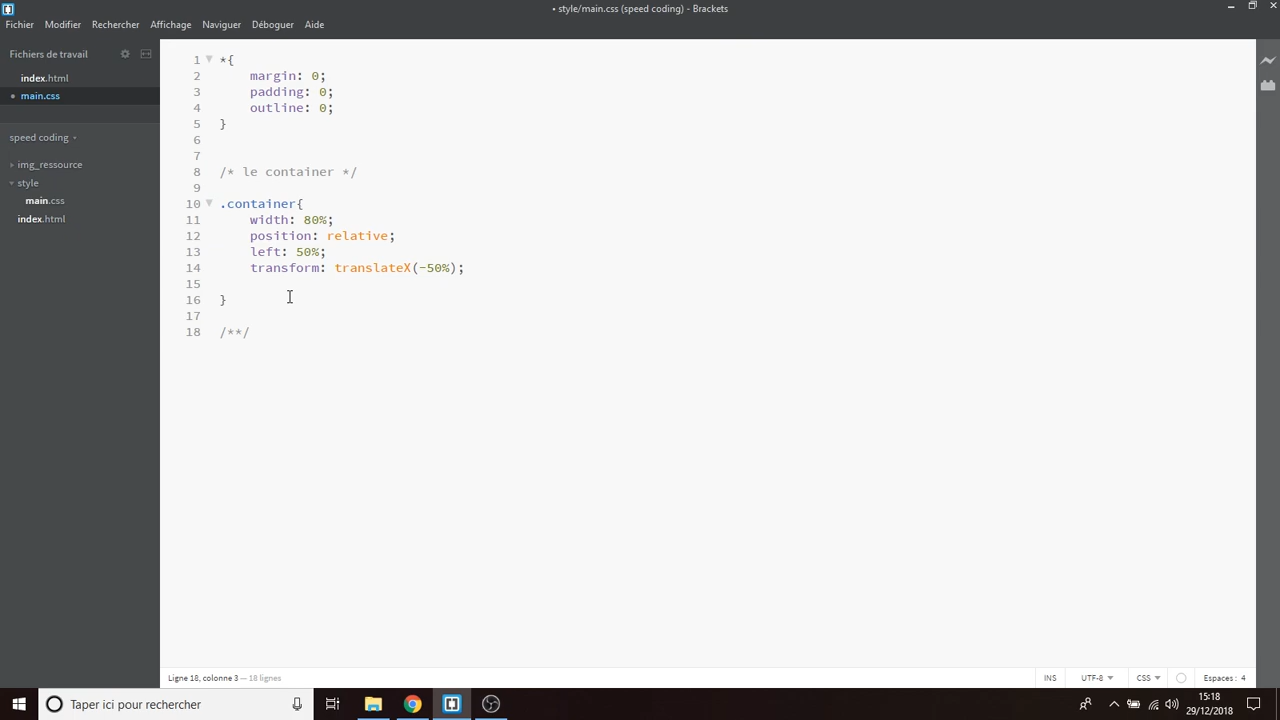 • style/main.css (speed coding) - Brackets
Fichier Modifier Rechercher Affichage Naviguer Déboguer Aide
Fichiers de travail
index.html
• main.css
speed coding
img_ressource
style
main.css
index.html
1 *{
2 margin: 0;
3 padding: 0;
4 outline: 0;
5 }
6
7
8 /* le container */
9
10 .container{
11 width: 80%;
12 position: relative;
13 left: 50%;
14 transform: translateX(-50%);
15
16 }
17
18 /**/
Ligne 18, colonne 3 — 18 lignes
INS UTF-8 CSS Espaces : 4
Taper ici pour rechercher
15:18
29/12/2018